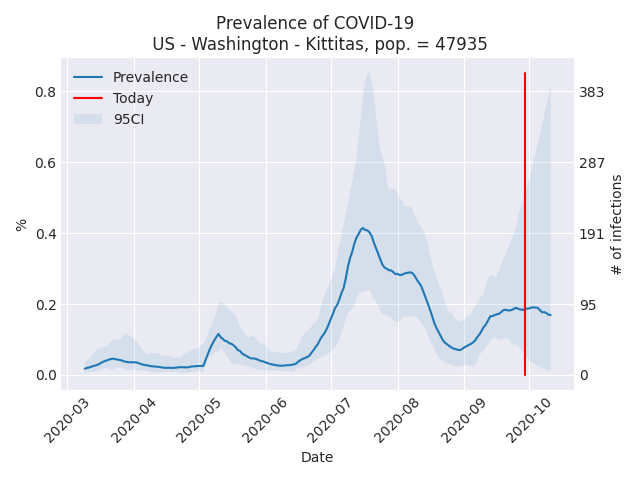 Prevalence of COVID-19
US - Washington - Kittitas, pop. = 47935
Prevalence
Today
95CI
0.8
0.6
0.4
0.2
0.0
%
383
287
191
95
0
# of infections
2020-03
2020-04
2020-05
2020-06
2020-07
2020-08
2020-09
2020-10
Date